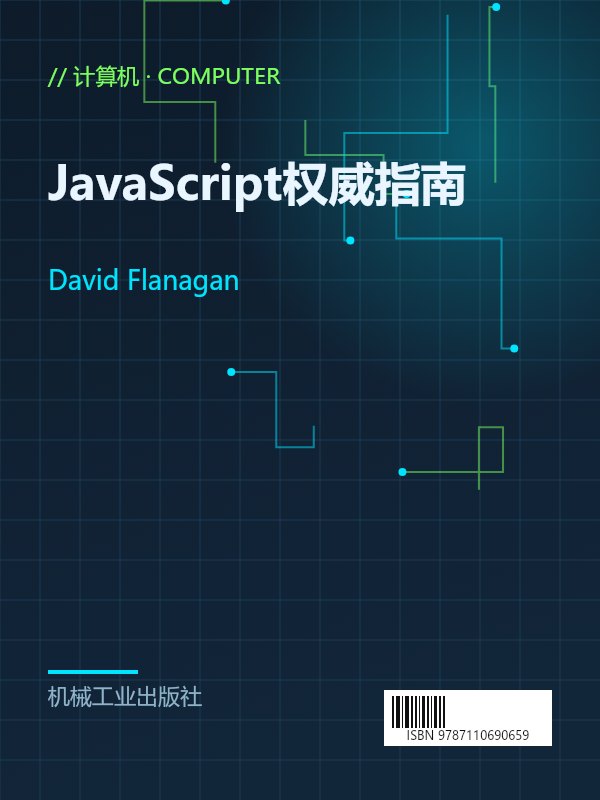 // 计算机 · COMPUTER
JavaScript权威指南
David Flanagan
机械工业出版社
ISBN 9787110690659